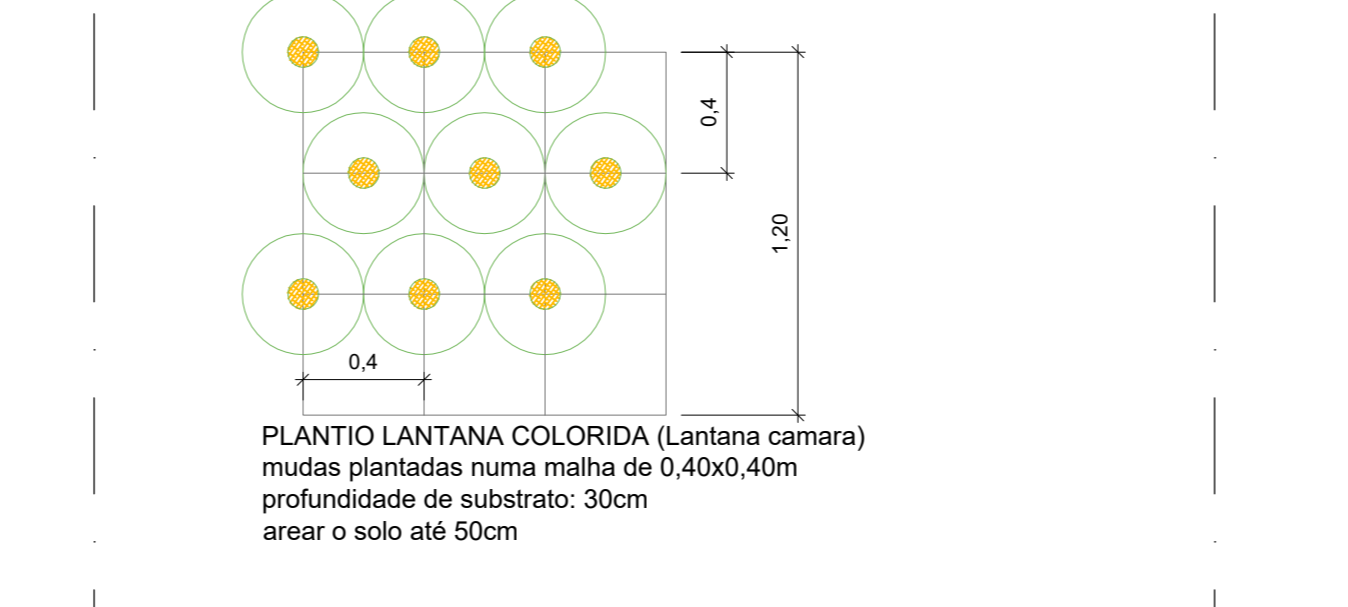 0,4
1,20
0,4
PLANTIO LANTANA COLORIDA (Lantana camara)
mudas plantadas numa malha de 0,40x0,40m
profundidade de substrato: 30cm
arear o solo até 50cm